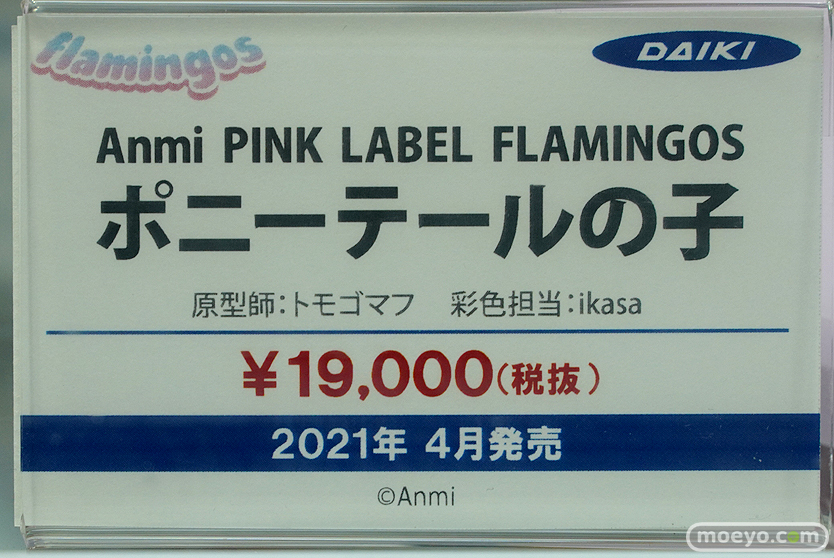 flamingos
DAIKI
Anmi PINK LABEL FLAMINGOS
ポニーテールの子
原型師：トモゴマフ 彩色担当：ikasa
￥19,000（税抜）
2021年 4月発売
©Anmi
moeyo.com